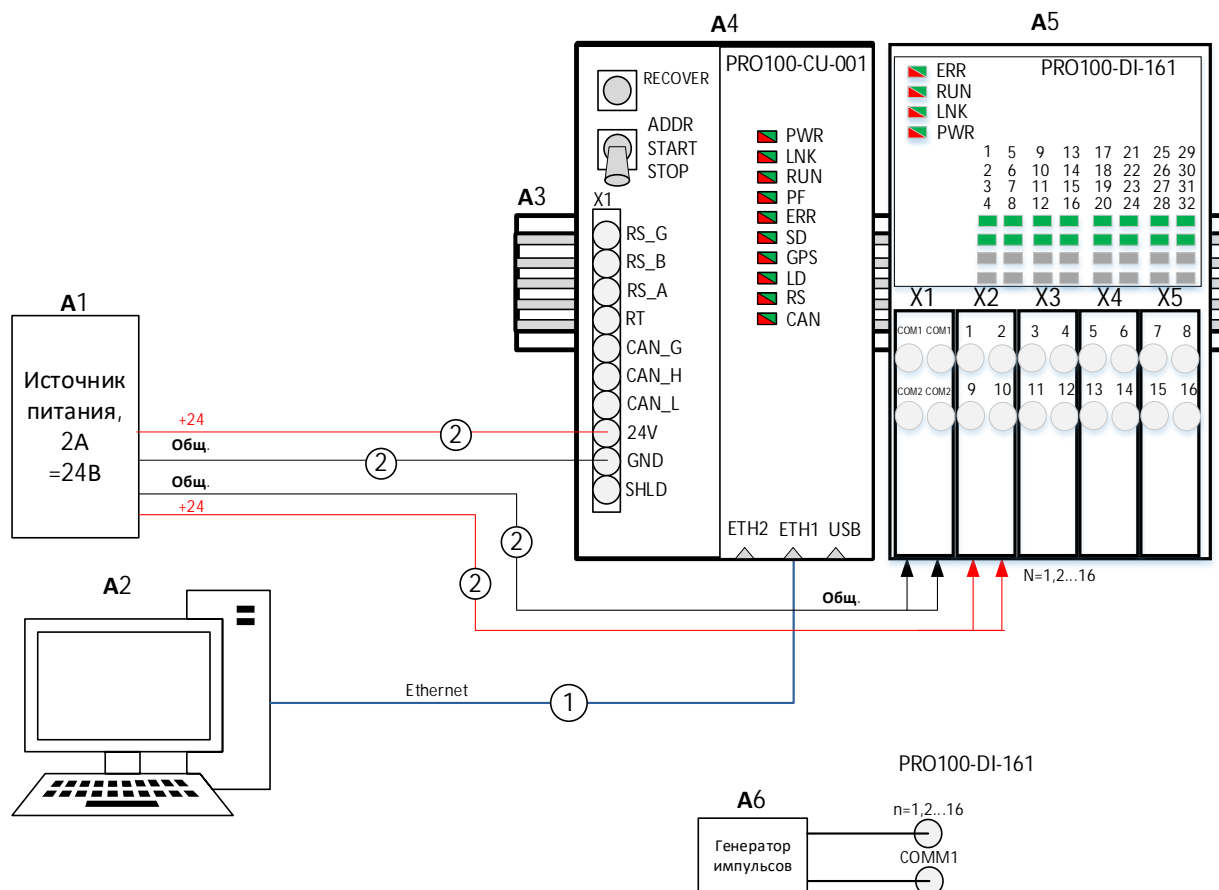 A4
A5
PRO100-CU-001
RECOVER
ADDR
START
STOP
PWR
LNK
RUN
PF
ERR
SD
GPS
LD
RS
CAN
A3
X1
RS_G
RS_B
RS_A
RT
CAN_G
CAN_H
CAN_L
24V
GND
SHLD
ETH2 ETH1 USB
ERR
RUN
LNK
PWR
PRO100-DI-161
1 5 9 13 17 21 25 29
2 6 10 14 18 22 26 30
3 7 11 15 19 23 27 31
4 8 12 16 20 24 28 32
X1 X2 X3 X4 X5
COM1 COM1 1 2 3 4 5 6 7 8
COM2 COM2 9 10 11 12 13 14 15 16
N=1,2...16
A1
Источник
питания,
2А
=24В
+24
2
Общ.
2
Общ.
+24
2
2
Общ.
A2
Ethernet
1
PRO100-DI-161
A6
Генератор
импульсов
n=1,2...16
COMM1